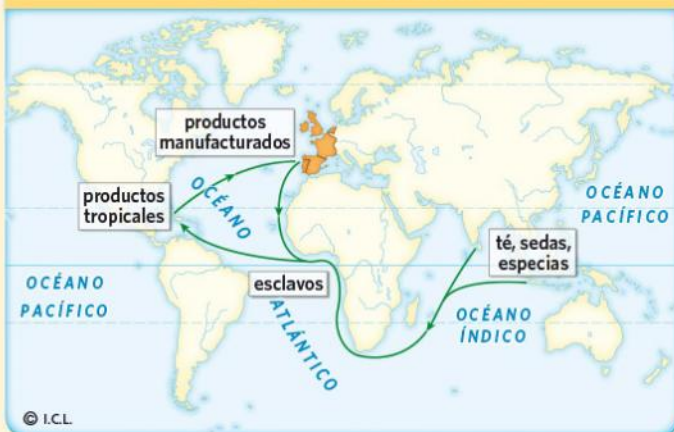 productos
manufacturados
productos
tropicales
OCÉANO
ATLÁNTICO
esclavos
té, sedas,
especias
OCÉANO
PACÍFICO
OCÉANO
PACÍFICO
OCÉANO
ÍNDICO
© I.C.L.